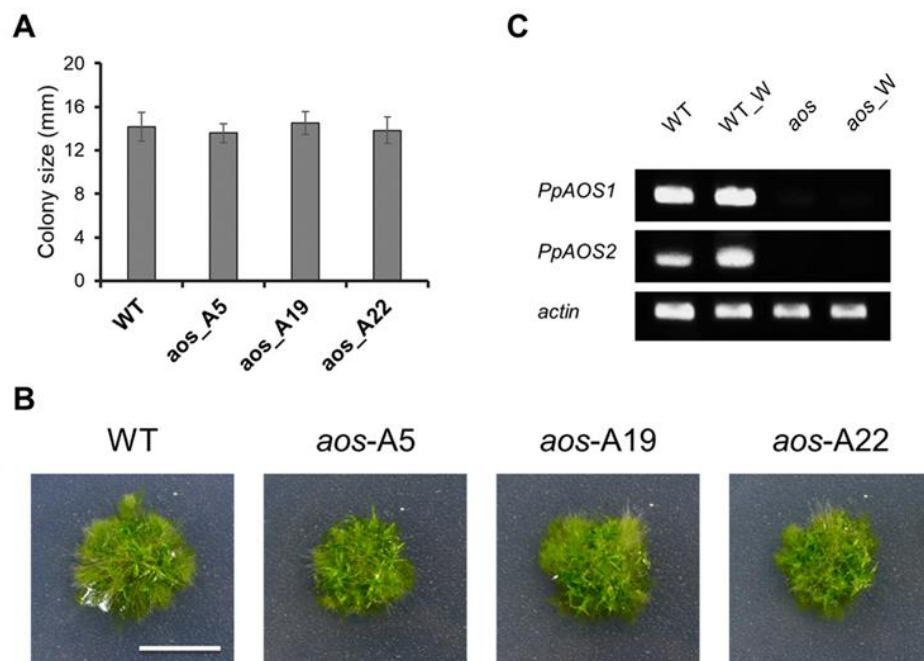 A
Colony size (mm)
20
16
12
8
4
0
WT
aos_A5
aos_A19
aos_A22
C
WT
WT_W
aos
aos_W
PpAOS1
PpAOS2
actin
B
WT
aos-A5
aos-A19
aos-A22